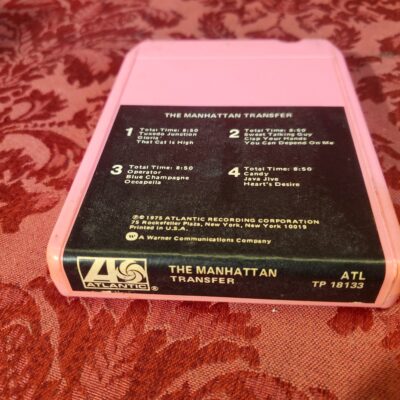 THE MANHATTAN TRANSFER
1 Total Time: 8:50
Tuxedo Junction
Gloria
That Cat Is High
2 Total Time: 8:50
Sweet Talking Guy
Clap Your Hands
You Can Depend On Me
3 Total Time: 8:50
Operator
Blue Champagne
Occapella
4 Total Time: 8:50
Candy
Java Jive
Heart's Desire
©℗1975 ATLANTIC RECORDING CORPORATION
75 Rockefeller Plaza, New York, New York 10019
Printed in U.S.A.
W A Warner Communications Company
ATLANTIC®
THE MANHATTAN
TRANSFER
ATL
TP 18133